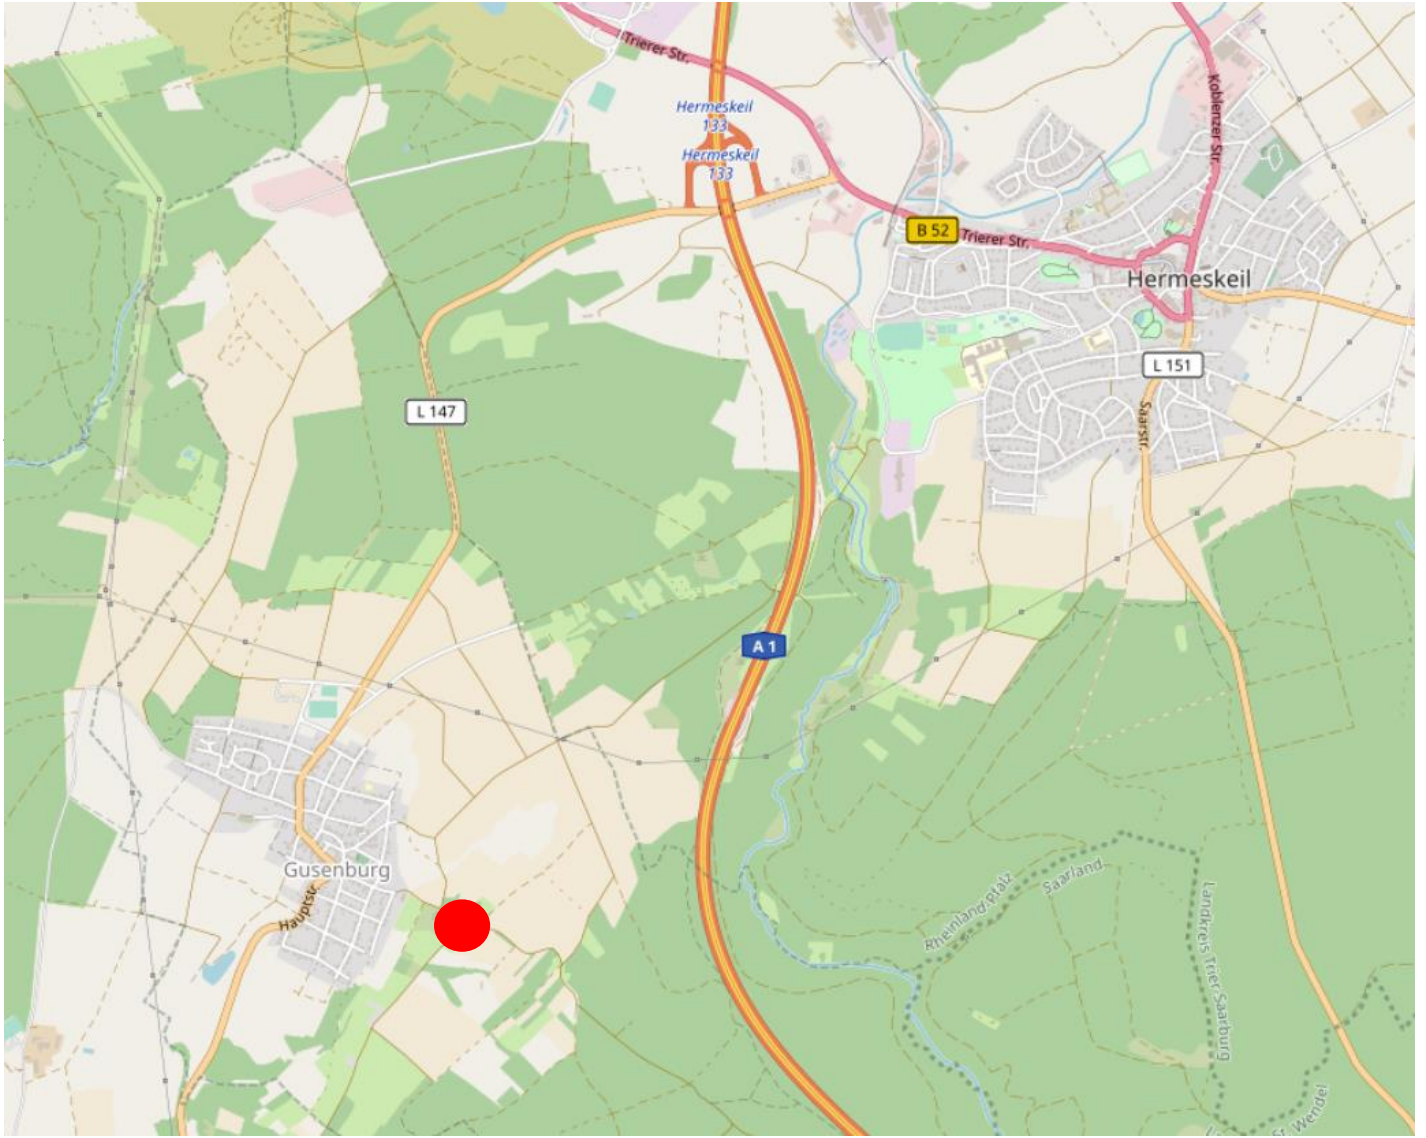 Trierer Str.
Hermeskeil
133
Hermeskeil
133
Koblenzer Str.
B 52
Trierer Str.
Hermeskeil
L 151
L 147
Saarstr.
A 1
Gusenburg
Hauptstr.
Rheinland-Pfalz
Saarland
Landkreis Trier-Saarburg
St. Wendel